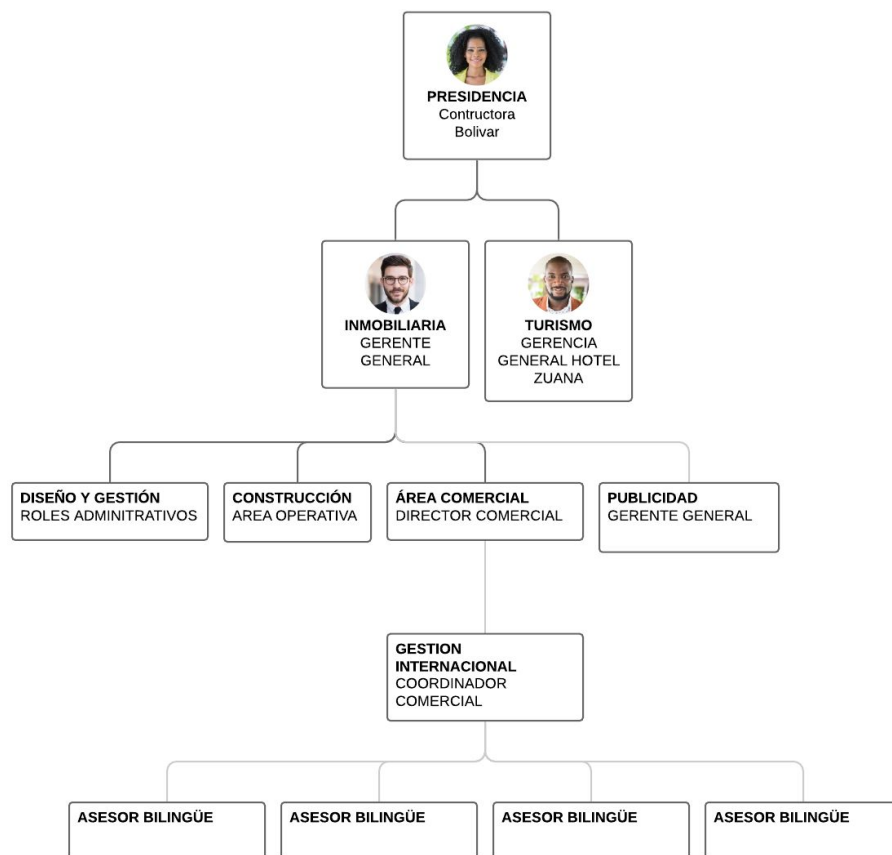 PRESIDENCIA
Contructora
Bolivar
INMOBILIARIA
GERENTE
GENERAL
TURISMO
GERENCIA
GENERAL HOTEL
ZUANA
DISEÑO Y GESTIÓN
ROLES ADMINITRATIVOS
CONSTRUCCIÓN
AREA OPERATIVA
ÁREA COMERCIAL
DIRECTOR COMERCIAL
PUBLICIDAD
GERENTE GENERAL
GESTION
INTERNACIONAL
COORDINADOR
COMERCIAL
ASESOR BILINGÜE
ASESOR BILINGÜE
ASESOR BILINGÜE
ASESOR BILINGÜE